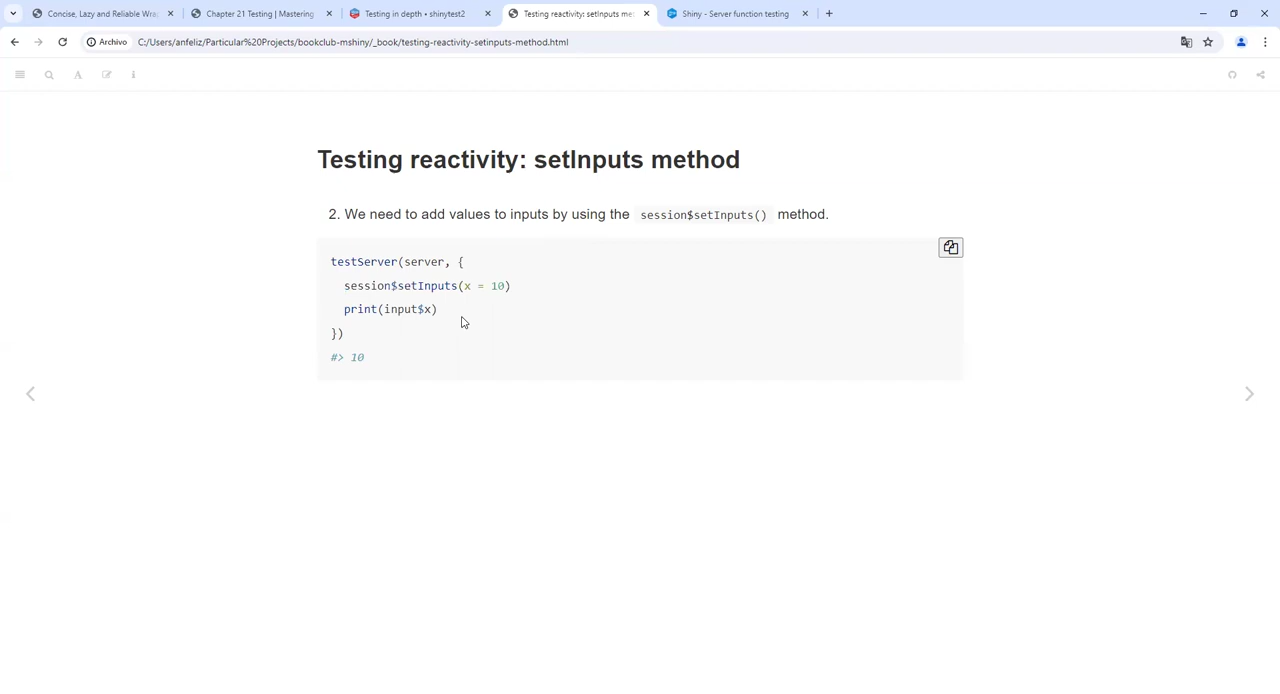 Concise, Lazy and Reliable Wra
Chapter 21 Testing | Mastering
Testing in depth • shinytest2
Testing reactivity: setInputs me
Shiny - Server function testing
Archivo
C:/Users/anfeliz/Particular%20Projects/bookclub-mshiny/_book/testing-reactivity-setinputs-method.html
Testing reactivity: setInputs method
2. We need to add values to inputs by using the session$setInputs() method.
testServer(server, {
session$setInputs(x = 10)
print(input$x)
})
#> 10